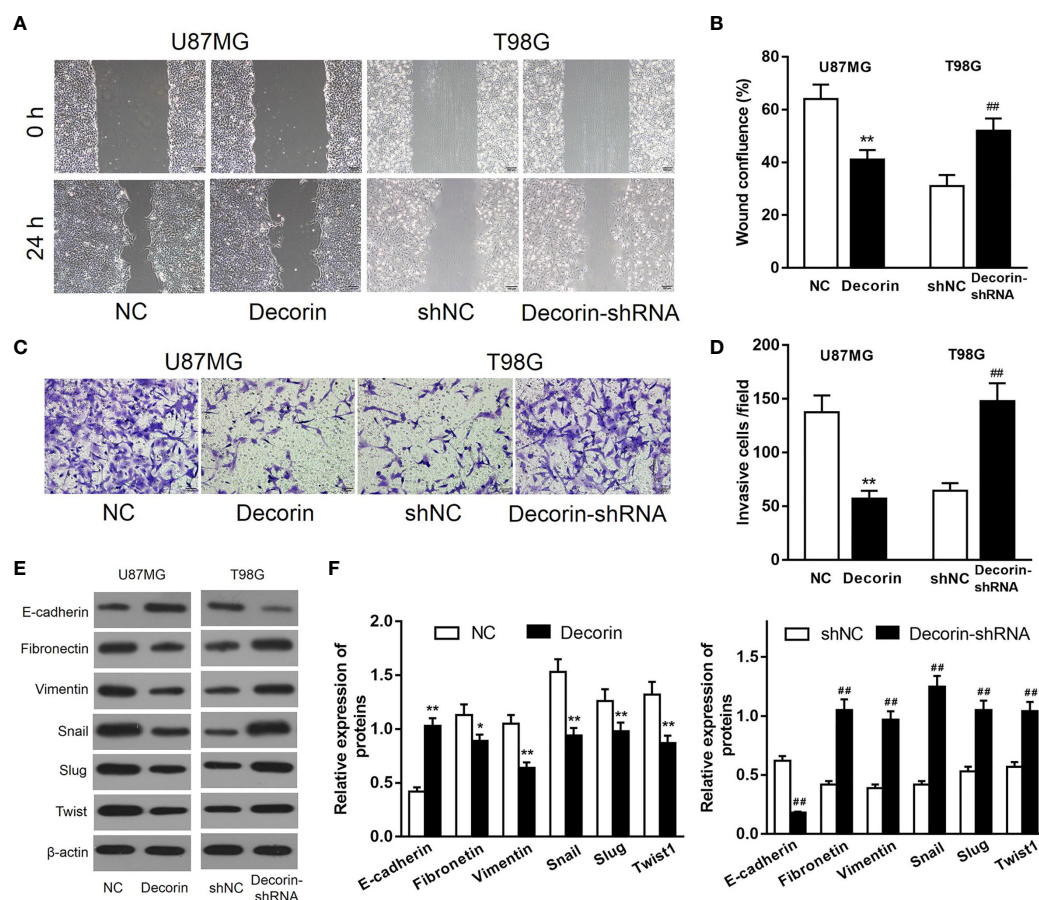 A
U87MG
T98G
0 h
24 h
NC
Decorin
shNC
Decorin-shRNA
B
Wound confluence (%)
80
60
40
20
0
U87MG
T98G
**
##
NC
Decorin
shNC
Decorin-
shRNA
C
U87MG
T98G
NC
Decorin
shNC
Decorin-shRNA
D
Invasive cells /field
200
150
100
50
0
U87MG
T98G
**
##
NC
Decorin
shNC
Decorin-
shRNA
E
U87MG
T98G
E-cadherin
Fibronectin
Vimentin
Snail
Slug
Twist
β-actin
NC
Decorin
shNC
Decorin-
shRNA
F
Relative expression of
proteins
2.0
1.5
1.0
0.5
0.0
NC
Decorin
**
*
**
**
**
**
E-cadherin
Fibronetin
Vimentin
Snail
Slug
Twist1
Relative expression of
proteins
1.5
1.0
0.5
0.0
shNC
Decorin-shRNA
##
##
##
##
##
##
E-cadherin
Fibronectin
Vimentin
Snail
Slug
Twist1